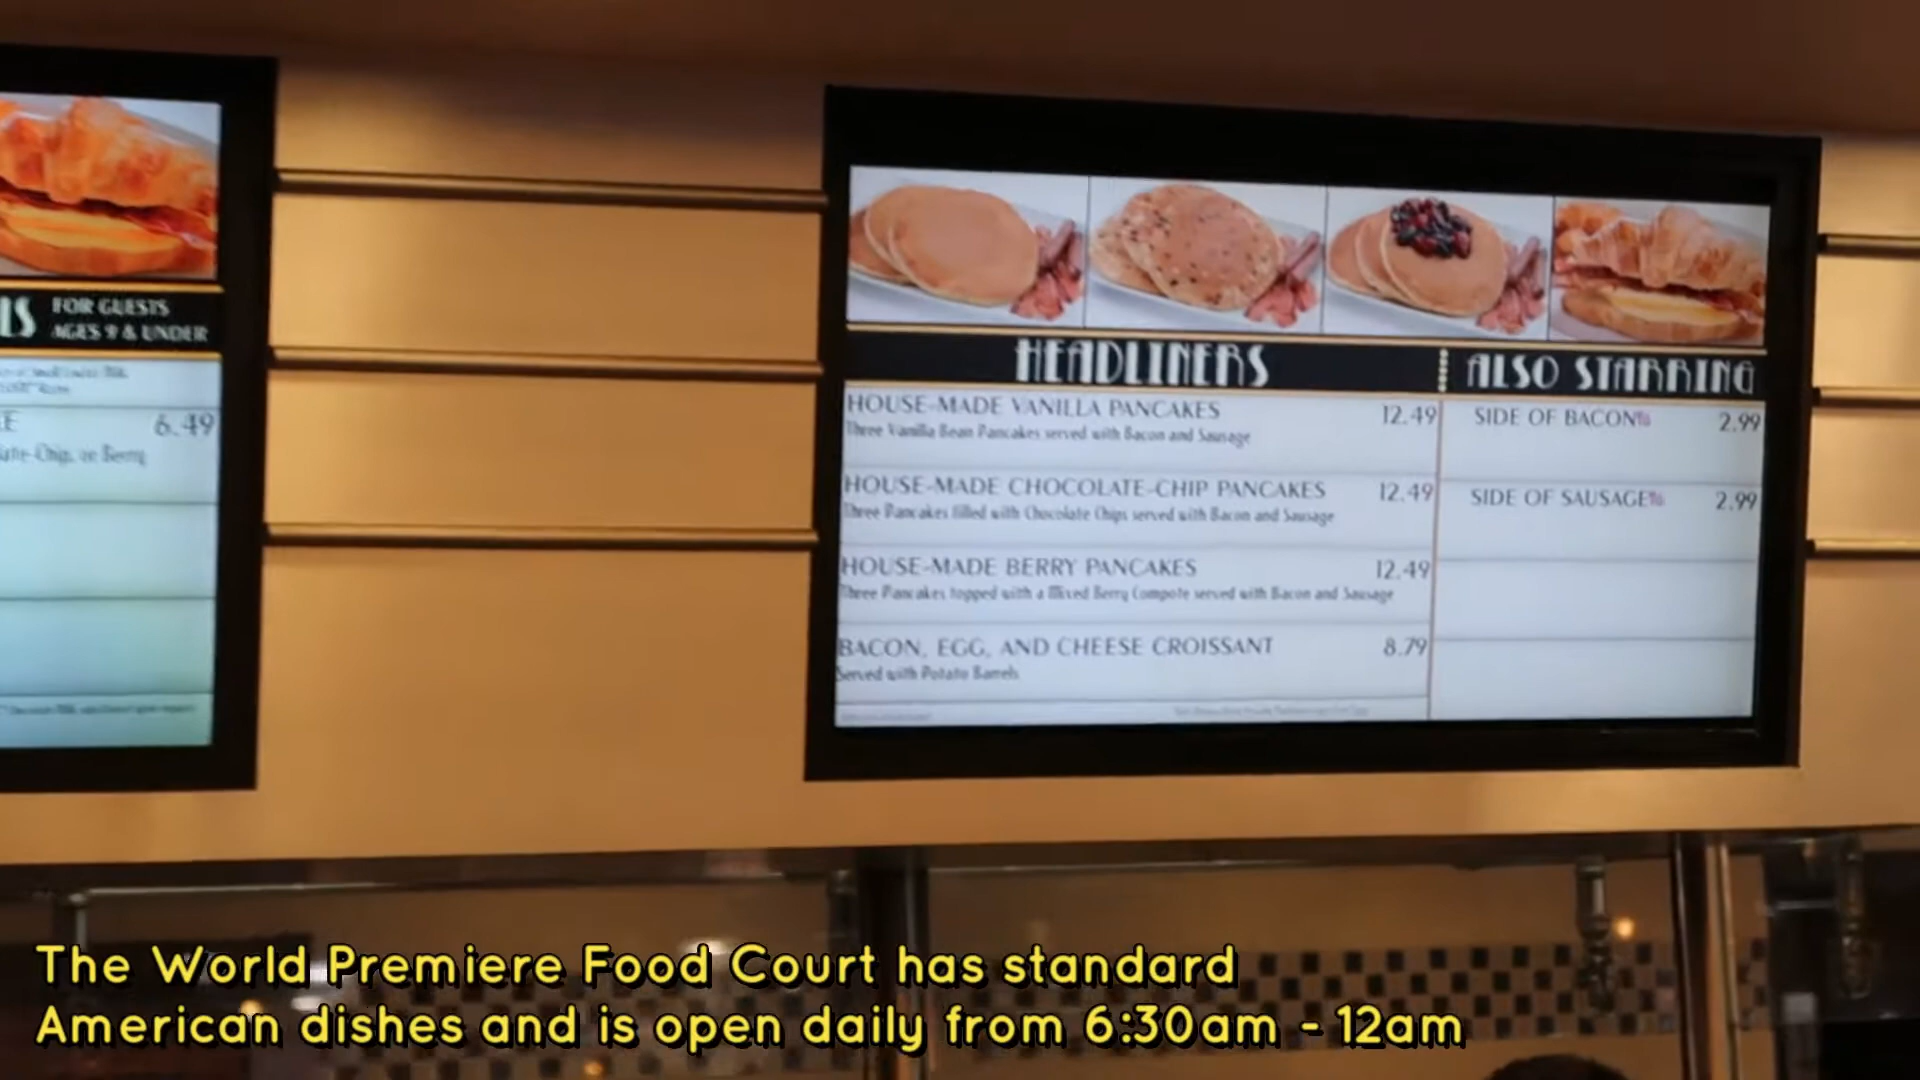 LS
FOR GUESTS
AGES 9 & UNDER
6.49
HEADLINERS
HOUSE-MADE VANILLA PANCAKES 12.49
Three Vanilla Bean Pancakes served with Bacon and Sausage
HOUSE-MADE CHOCOLATE-CHIP PANCAKES 12.49
Three Pancakes filled with Chocolate Chips served with Bacon and Sausage
HOUSE-MADE BERRY PANCAKES 12.49
Three Pancakes topped with a Mixed Berry Compote served with Bacon and Sausage
BACON, EGG, AND CHEESE CROISSANT 8.79
Served with Potato Barrels
ALSO STARRING
SIDE OF BACON 2.99
SIDE OF SAUSAGE 2.99
The World Premiere Food Court has standard
American dishes and is open daily from 6:30am - 12am